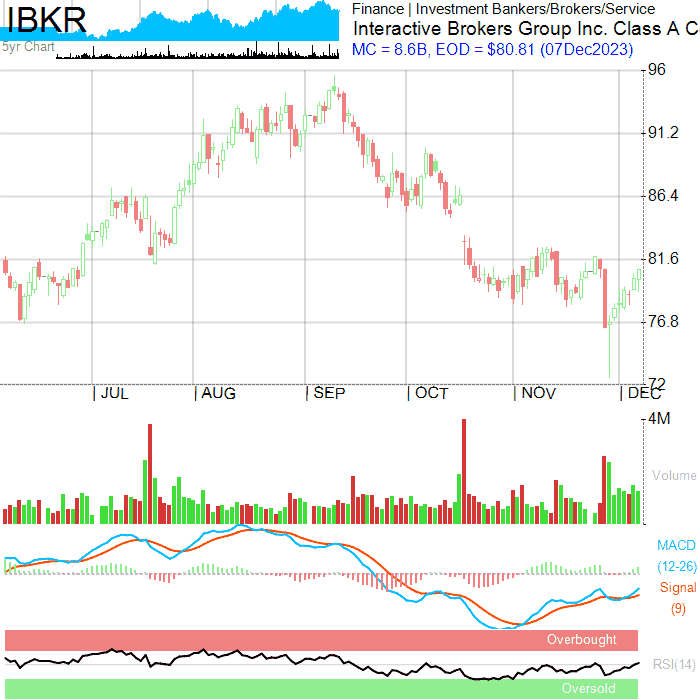 IBKR
5yr Chart
Finance | Investment Bankers/Brokers/Service
Interactive Brokers Group Inc. Class A C
MC = 8.6B, EOD = $80.81 (07Dec2023)
96
91.2
86.4
81.6
76.8
72
JUL AUG SEP OCT NOV DEC
4M
Volume
MACD
(12-26)
Signal
(9)
Overbought
RSI(14)
Oversold